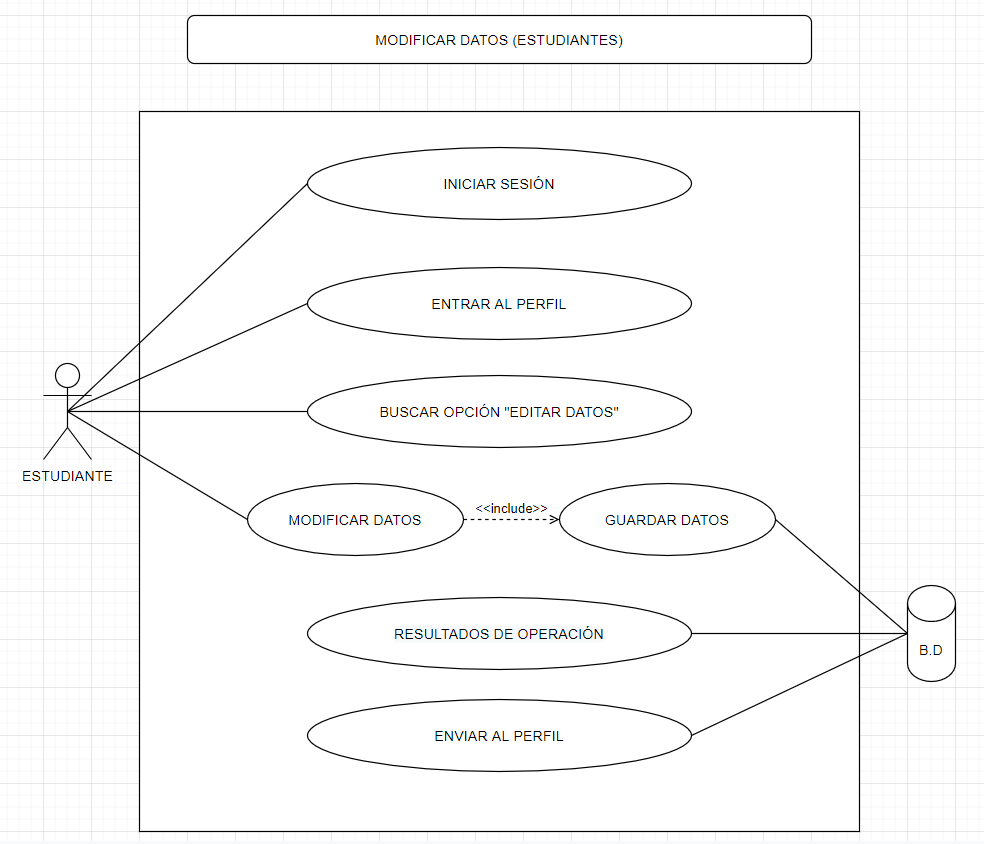 MODIFICAR DATOS (ESTUDIANTES)
INICIAR SESIÓN
ENTRAR AL PERFIL
BUSCAR OPCIÓN "EDITAR DATOS"
ESTUDIANTE
MODIFICAR DATOS
<<include>>
GUARDAR DATOS
RESULTADOS DE OPERACIÓN
B.D
ENVIAR AL PERFIL